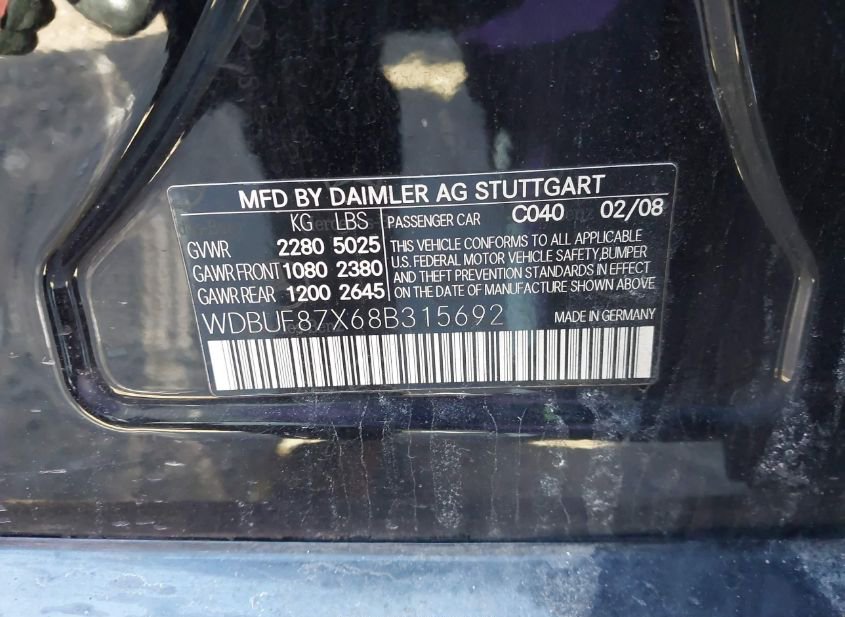 MFD BY DAIMLER AG STUTTGART
KG LBS
GVWR 2280 5025
GAWR FRONT 1080 2380
GAWR REAR 1200 2645
PASSENGER CAR C040 02/08
THIS VEHICLE CONFORMS TO ALL APPLICABLE
U.S. FEDERAL MOTOR VEHICLE SAFETY, BUMPER
AND THEFT PREVENTION STANDARDS IN EFFECT
ON THE DATE OF MANUFACTURE SHOWN ABOVE
WDBUF87X68B315692 MADE IN GERMANY